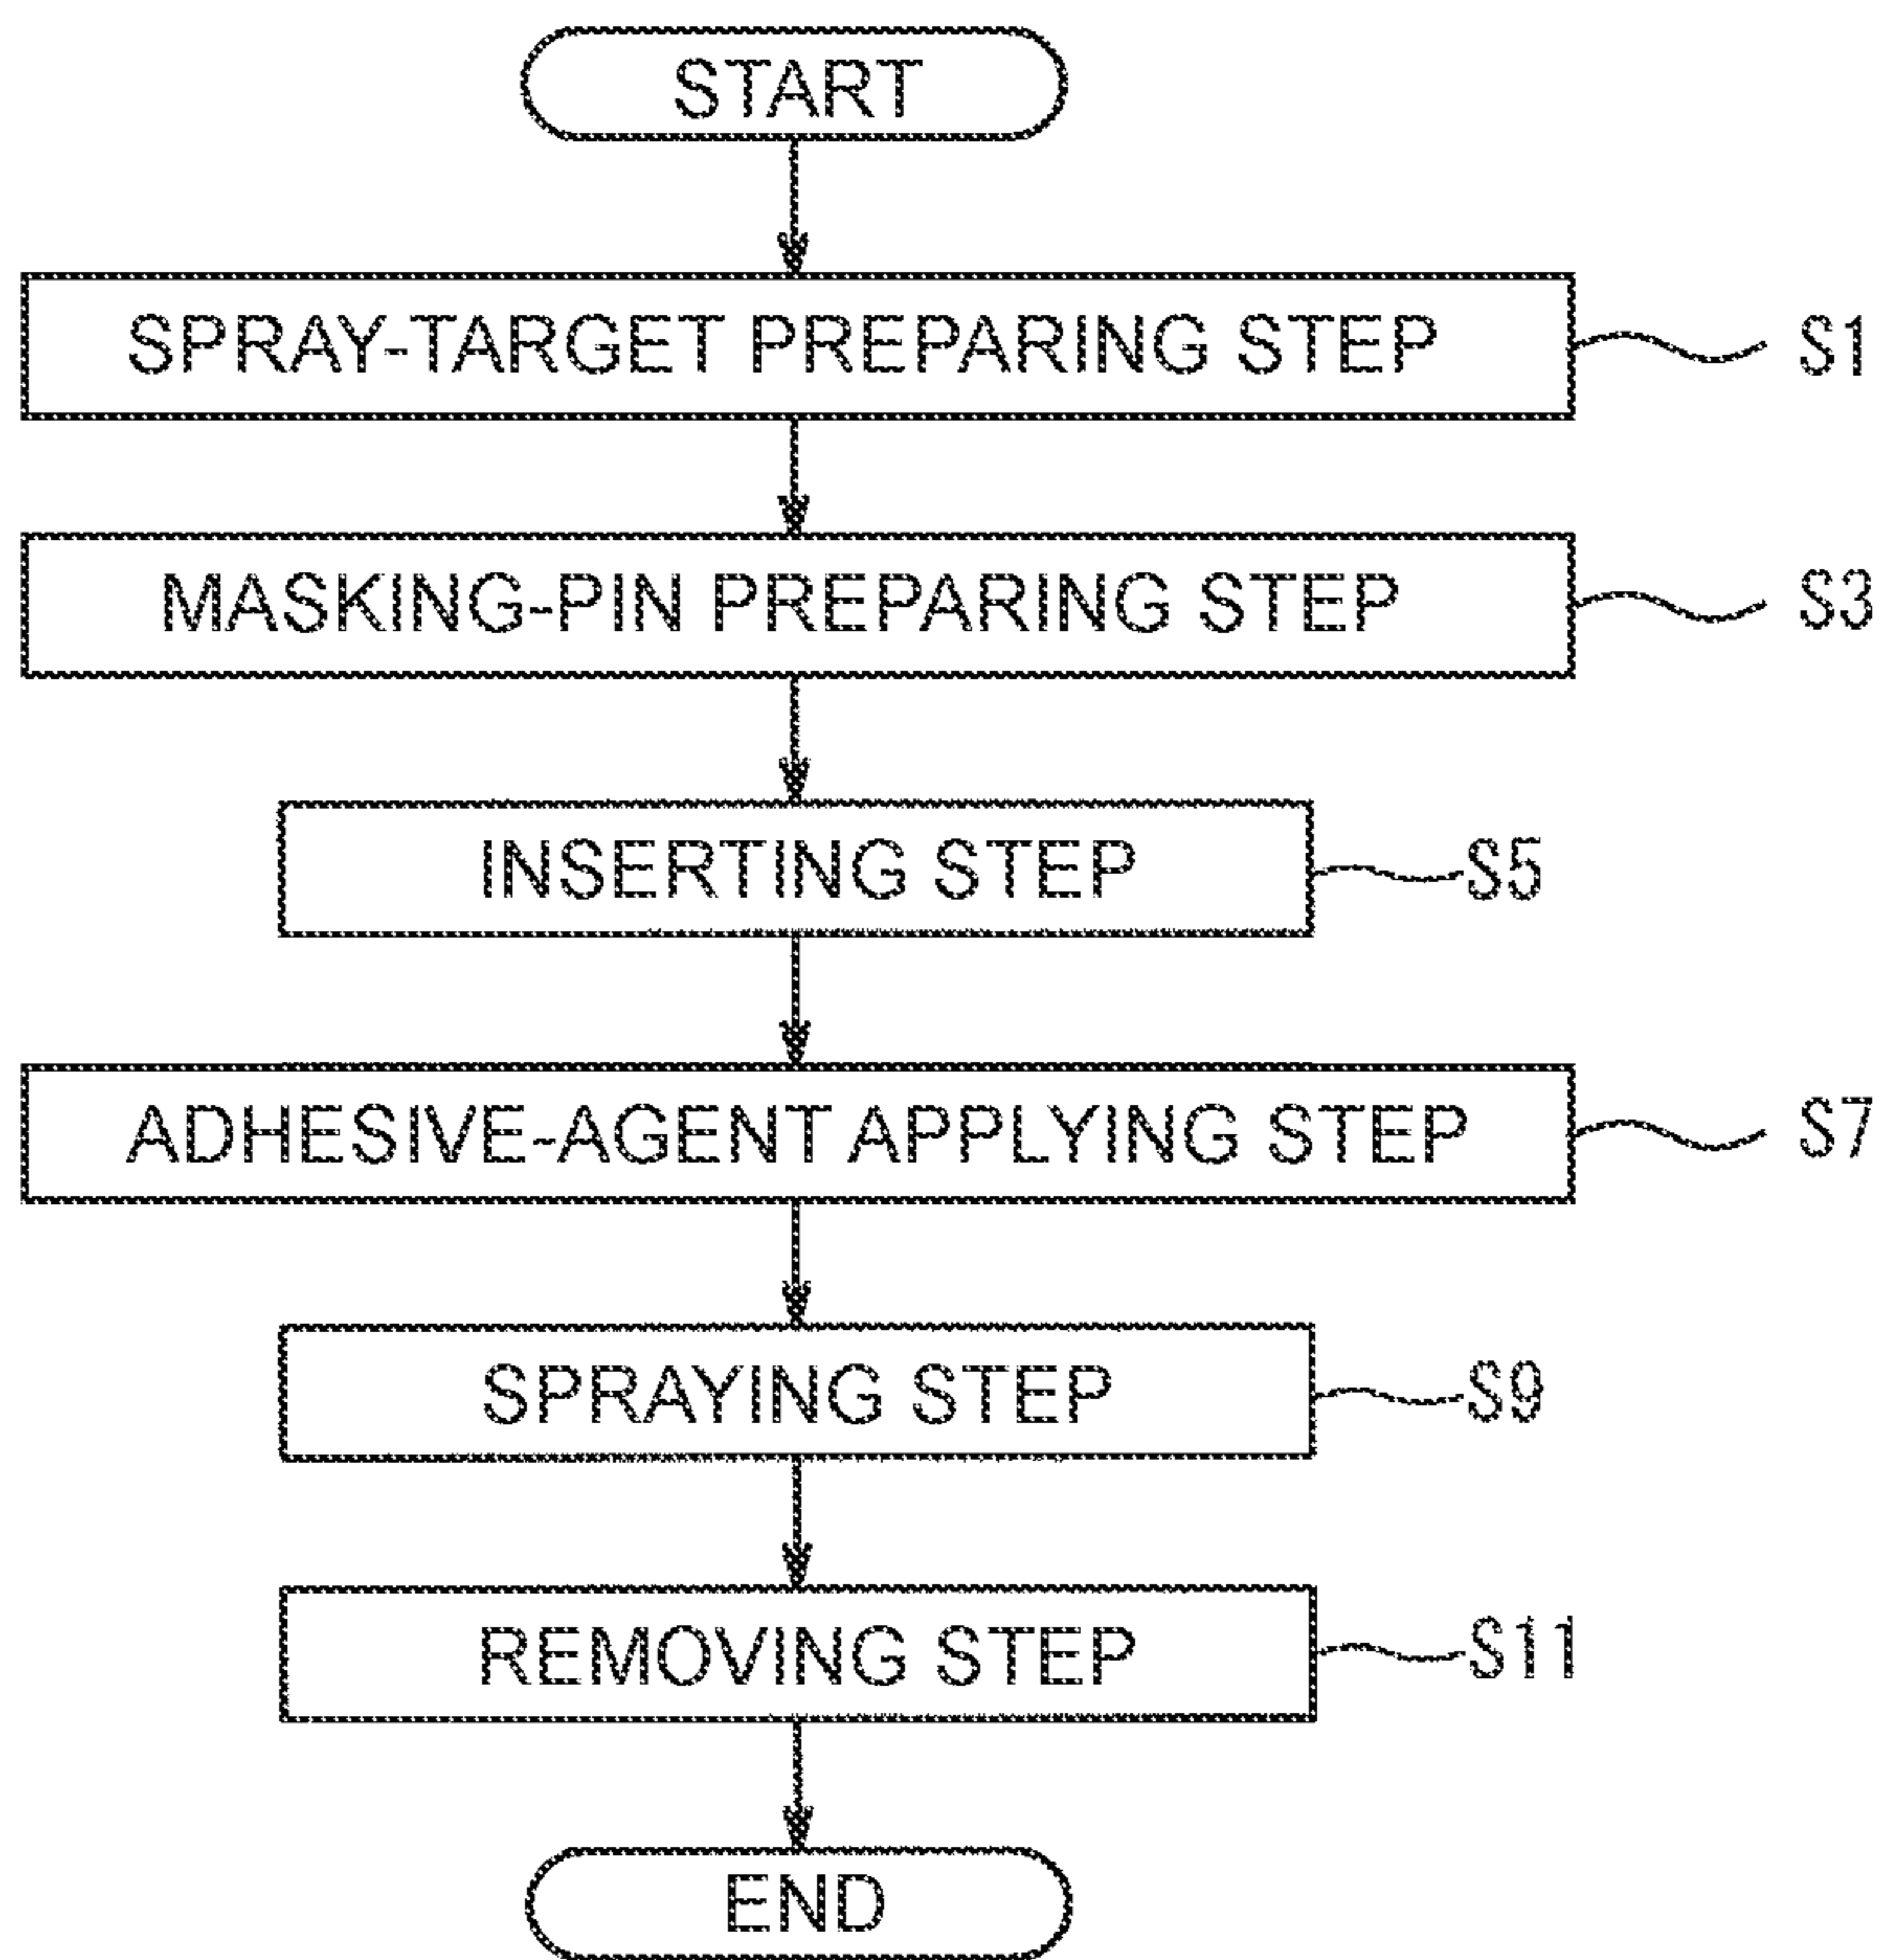 START
SPRAY-TARGET PREPARING STEP S1
MASKING-PIN PREPARING STEP S3
INSERTING STEP S5
ADHESIVE-AGENT APPLYING STEP S7
SPRAYING STEP S9
REMOVING STEP S11
END